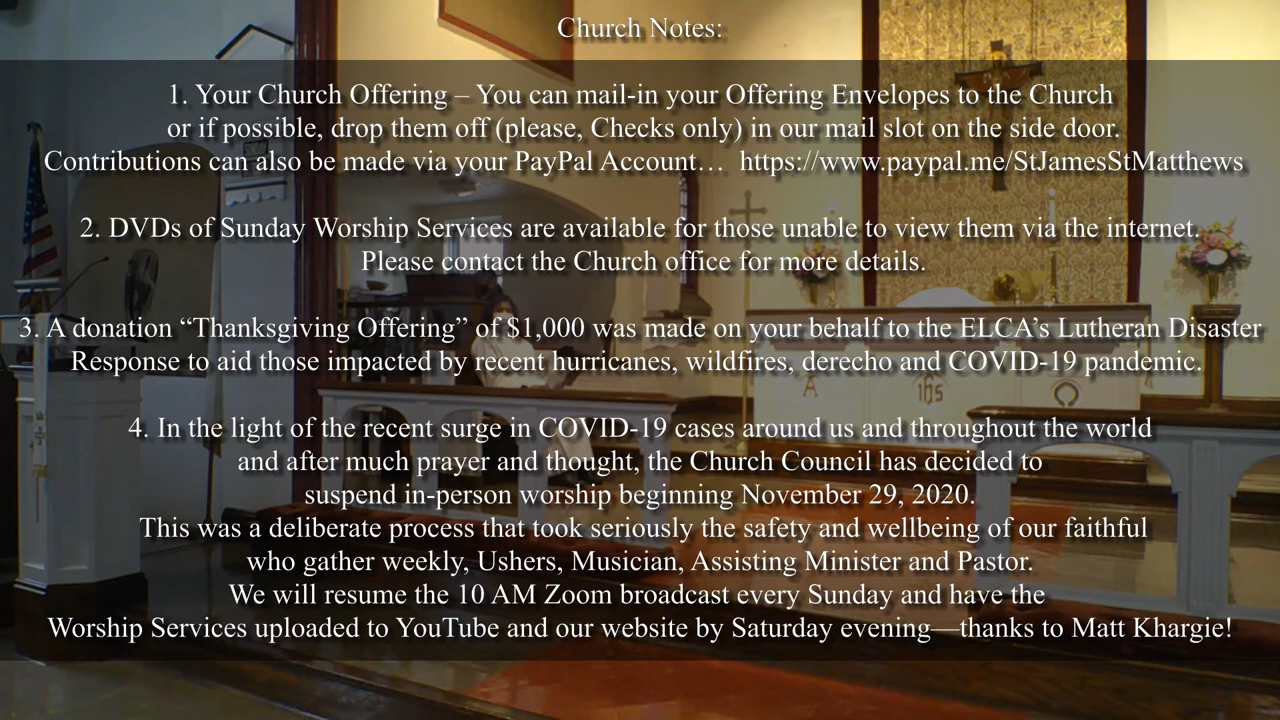 Church Notes:
1. Your Church Offering – You can mail-in your Offering Envelopes to the Church
or if possible, drop them off (please, Checks only) in our mail slot on the side door.
Contributions can also be made via your PayPal Account… https://www.paypal.me/StJamesStMatthews
2. DVDs of Sunday Worship Services are available for those unable to view them via the internet.
Please contact the Church office for more details.
3. A donation “Thanksgiving Offering” of $1,000 was made on your behalf to the ELCA’s Lutheran Disaster
Response to aid those impacted by recent hurricanes, wildfires, derecho and COVID-19 pandemic.
A ihs Ω
4. In the light of the recent surge in COVID-19 cases around us and throughout the world
and after much prayer and thought, the Church Council has decided to
suspend in-person worship beginning November 29, 2020.
This was a deliberate process that took seriously the safety and wellbeing of our faithful
who gather weekly, Ushers, Musician, Assisting Minister and Pastor.
We will resume the 10 AM Zoom broadcast every Sunday and have the
Worship Services uploaded to YouTube and our website by Saturday evening—thanks to Matt Khargie!